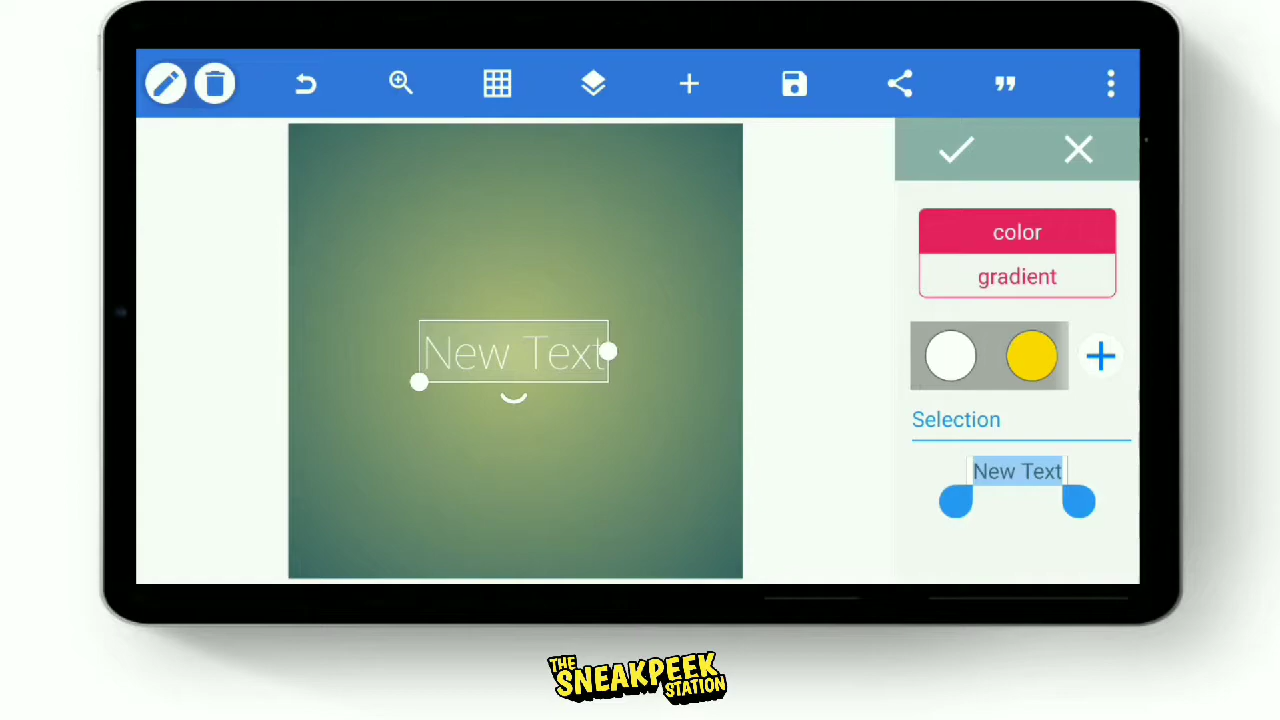 New Text
color
gradient
Selection
New Text
THE
SNEAKPEEK
STATION